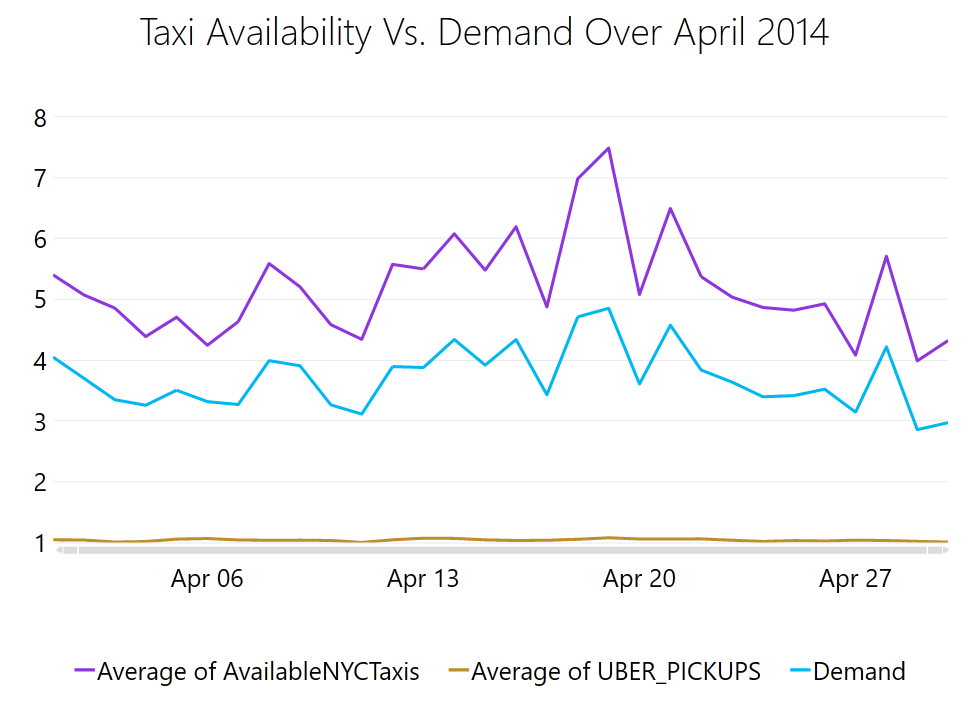 Taxi Availability Vs. Demand Over April 2014
8
7
6
5
4
3
2
1
Apr 06 Apr 13 Apr 20 Apr 27
Average of AvailableNYCTaxis Average of UBER_PICKUPS Demand